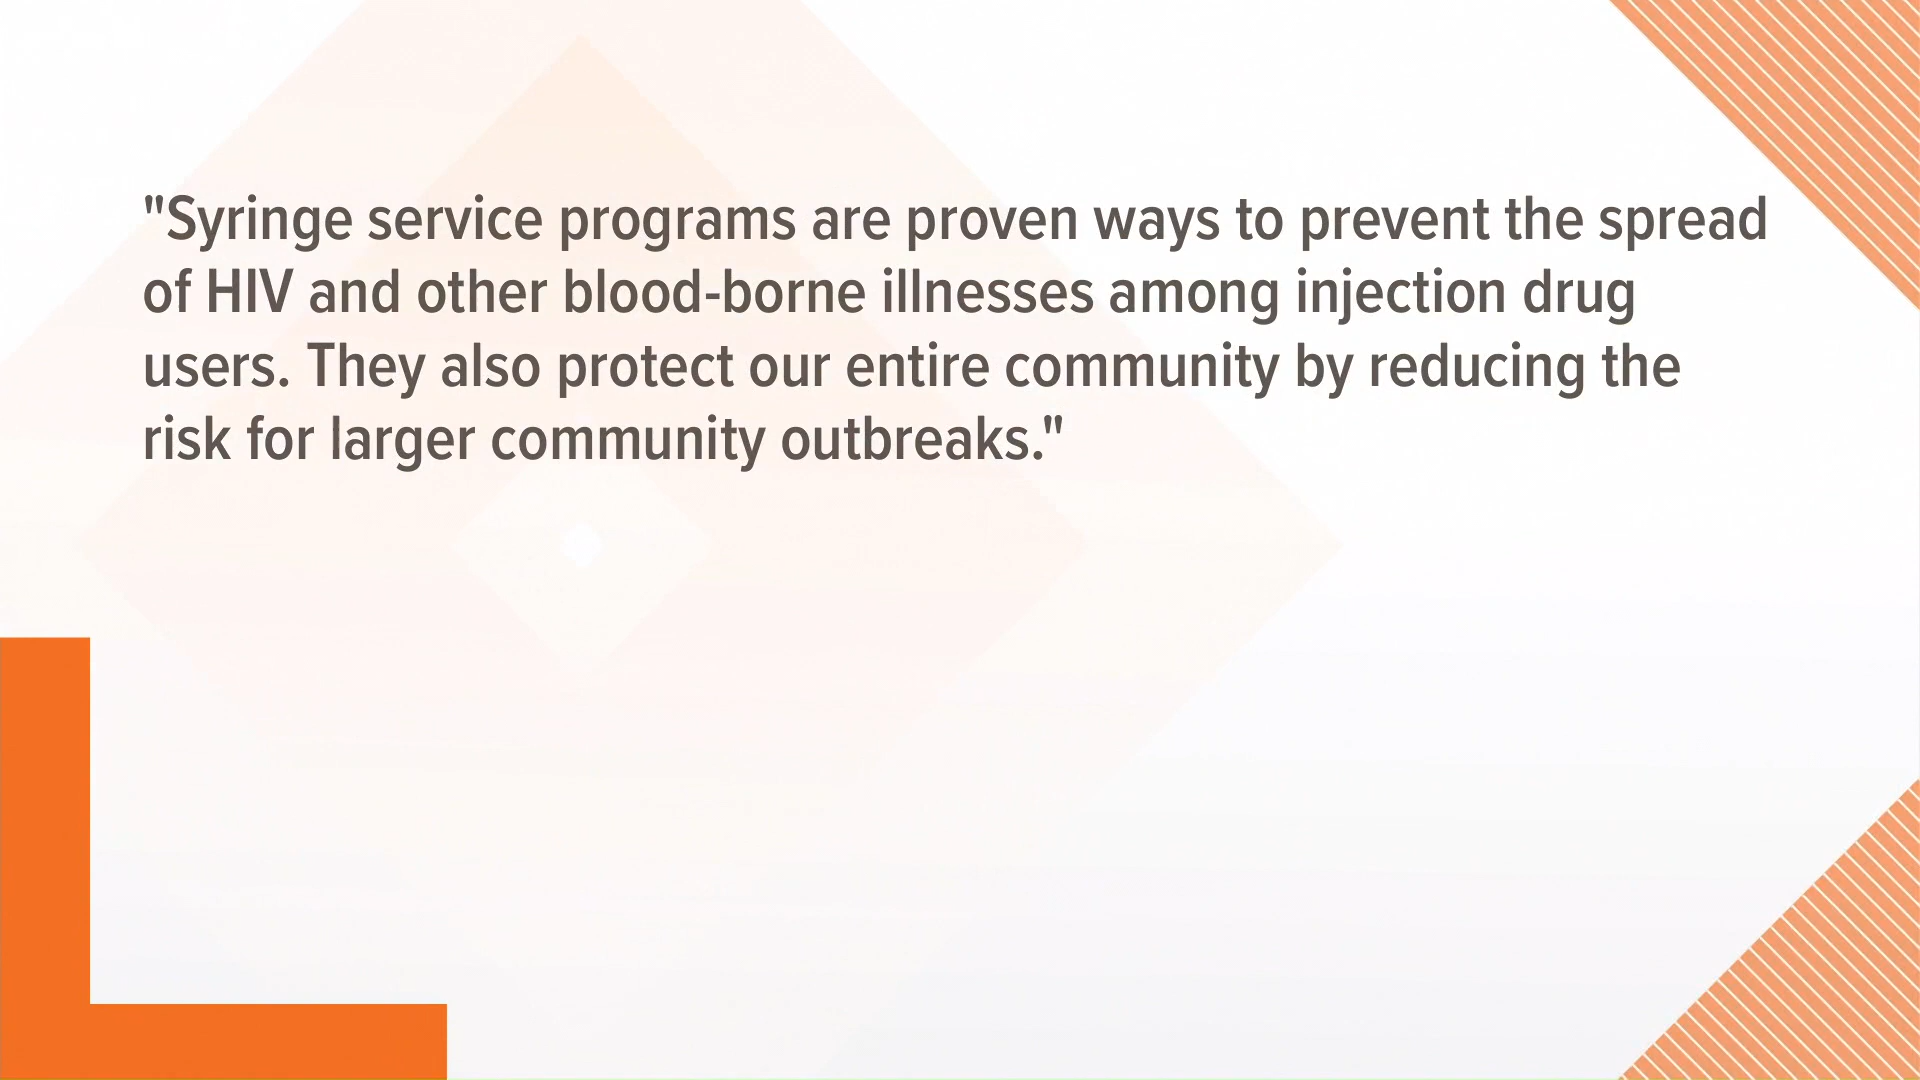 "Syringe service programs are proven ways to prevent the spread
of HIV and other blood-borne illnesses among injection drug
users. They also protect our entire community by reducing the
risk for larger community outbreaks."